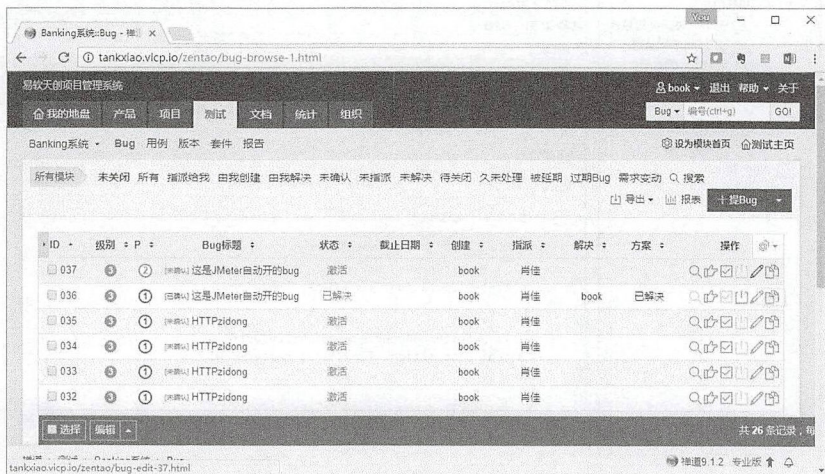 You
Banking系统::Bug - 禅
tankxiao.vicp.io/zentao/bug-browse-1.html
易软天创项目管理系统
book 退出 帮助 关于
我的地盘 产品 项目 测试 文档 统计 组织
Bug 编号(ctrl+g) GO!
Banking系统 Bug 用例 版本 套件 报告
设为模块首页 测试主页
所有模块 未关闭 所有 指派给我 由我创建 由我解决 未确认 未指派 未解决 待关闭 久未处理 被延期 过期Bug 需求变动 搜索
导出 报表 +提Bug
ID 级别 P Bug标题 状态 截止日期 创建 指派 解决 方案 操作
037 3 2 [未确认] 这是JMeter自动开的bug 激活 book 肖佳
036 3 1 [已确认] 这是JMeter自动开的bug 已解决 book 肖佳 book 已解决
035 3 1 [未确认] HTTPzidong 激活 book 肖佳
034 3 1 [未确认] HTTPzidong 激活 book 肖佳
033 3 1 [未确认] HTTPzidong 激活 book 肖佳
032 3 1 [未确认] HTTPzidong 激活 book 肖佳
选择 编辑
共 26 条记录，每
禅道9.1.2 专业版
tankxiao.vicp.io/zentao/bug-edit-37.html